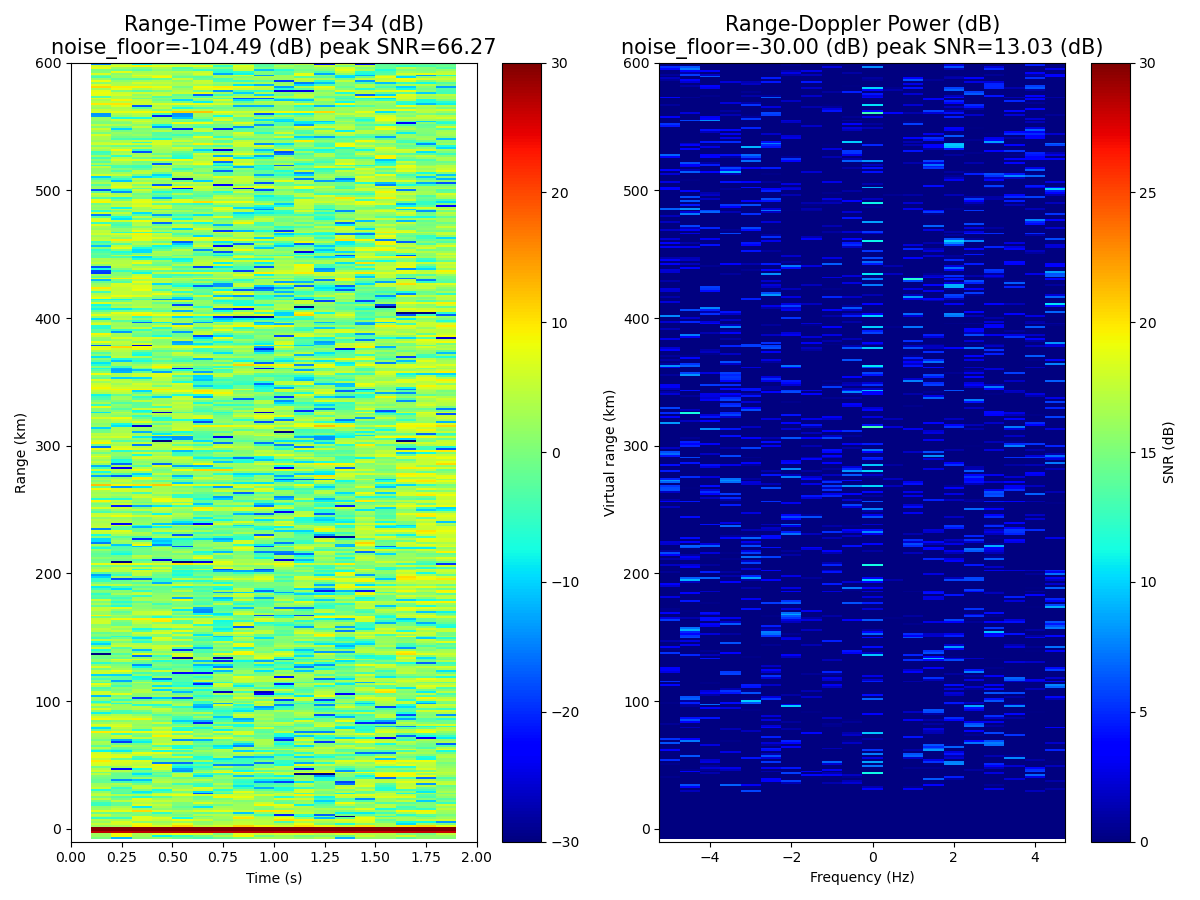 Range-Time Power f=34 (dB)
noise_floor=-104.49 (dB) peak SNR=66.27
Range (km)
600
500
400
300
200
100
0
0.00 0.25 0.50 0.75 1.00 1.25 1.50 1.75 2.00
Time (s)
30
20
10
0
−10
−20
−30
Range-Doppler Power (dB)
noise_floor=-30.00 (dB) peak SNR=13.03 (dB)
Virtual range (km)
600
500
400
300
200
100
0
−4 −2 0 2 4
Frequency (Hz)
30
25
20
15
10
5
0
SNR (dB)